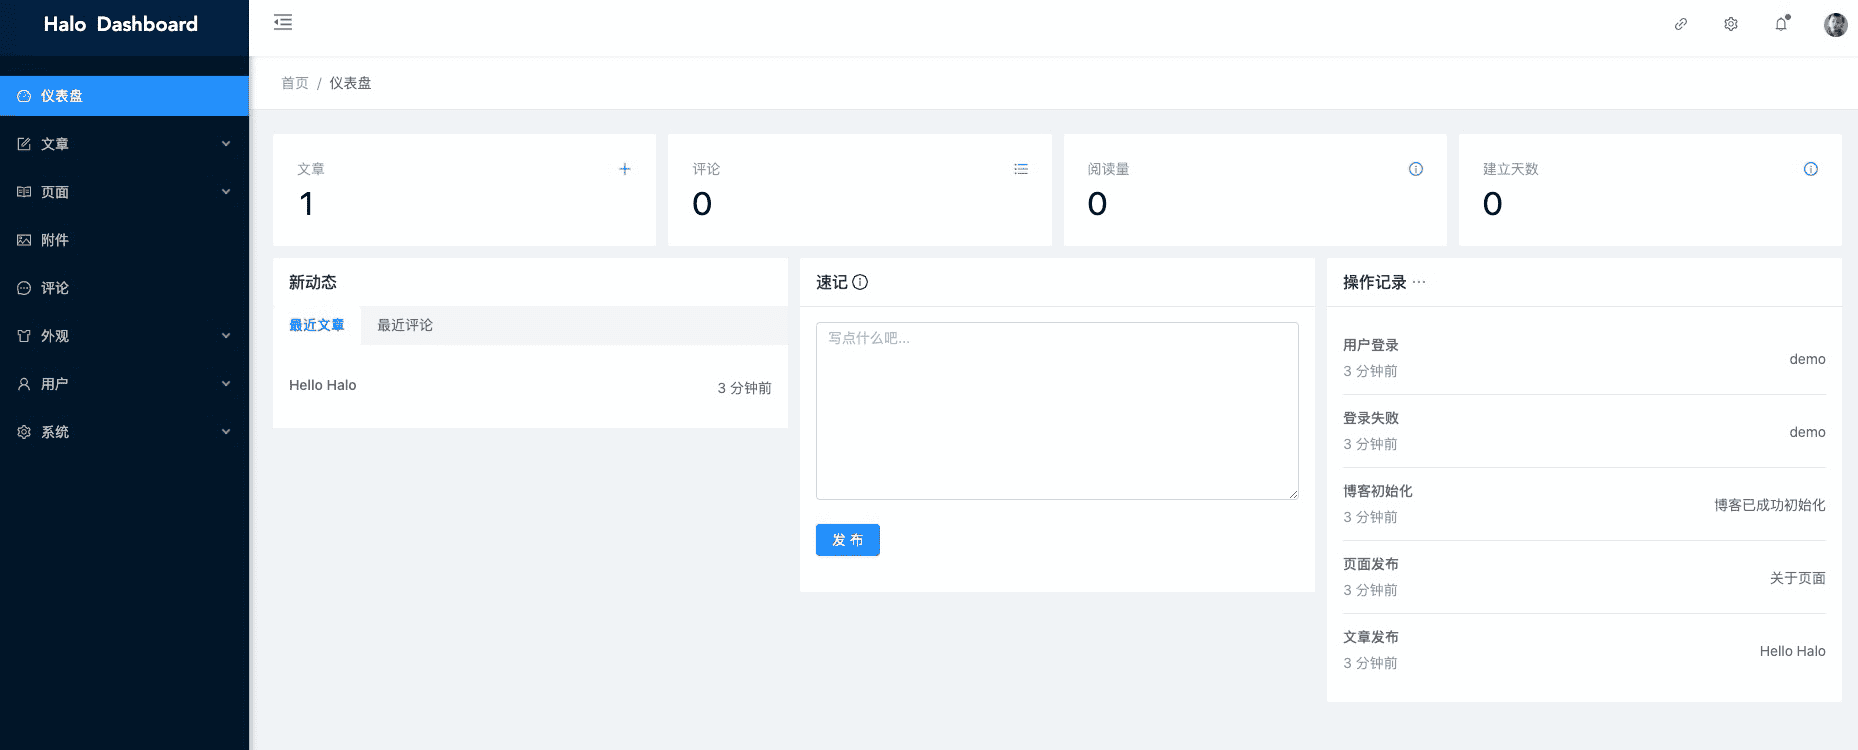 Halo Dashboard
仪表盘
文章
页面
附件
评论
外观
用户
系统
首页 / 仪表盘
文章
1
评论
0
阅读量
0
建立天数
0
新动态
最近文章
最近评论
Hello Halo
3 分钟前
速记
写点什么吧...
发 布
操作记录 ···
用户登录
3 分钟前
demo
登录失败
3 分钟前
demo
博客初始化
3 分钟前
博客已成功初始化
页面发布
3 分钟前
关于页面
文章发布
3 分钟前
Hello Halo